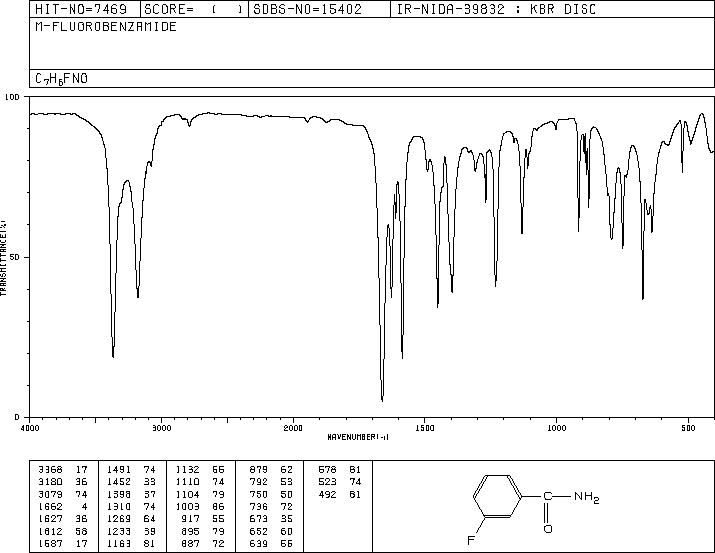 HIT-NO=7469 SCORE= ( ) SDBS-NO=15402 IR-NIDA-39832 : KBR DISC
M-FLUOROBENZAMIDE
C7H6FNO
100
50
0
TRANSMITTANCE(%)
4000 3000 2000 1500 1000 500
WAVENUMBER(-1)
3368 17 1491 74 1132 55 879 62 578 81
3180 36 1452 33 1110 74 792 53 523 74
3079 74 1398 37 1104 79 750 50 492 81
1662 4 1310 74 1003 86 736 72
1627 36 1269 64 917 55 673 35
1612 58 1233 39 895 79 652 60
1587 17 1163 81 887 72 639 55
C NH2
F O